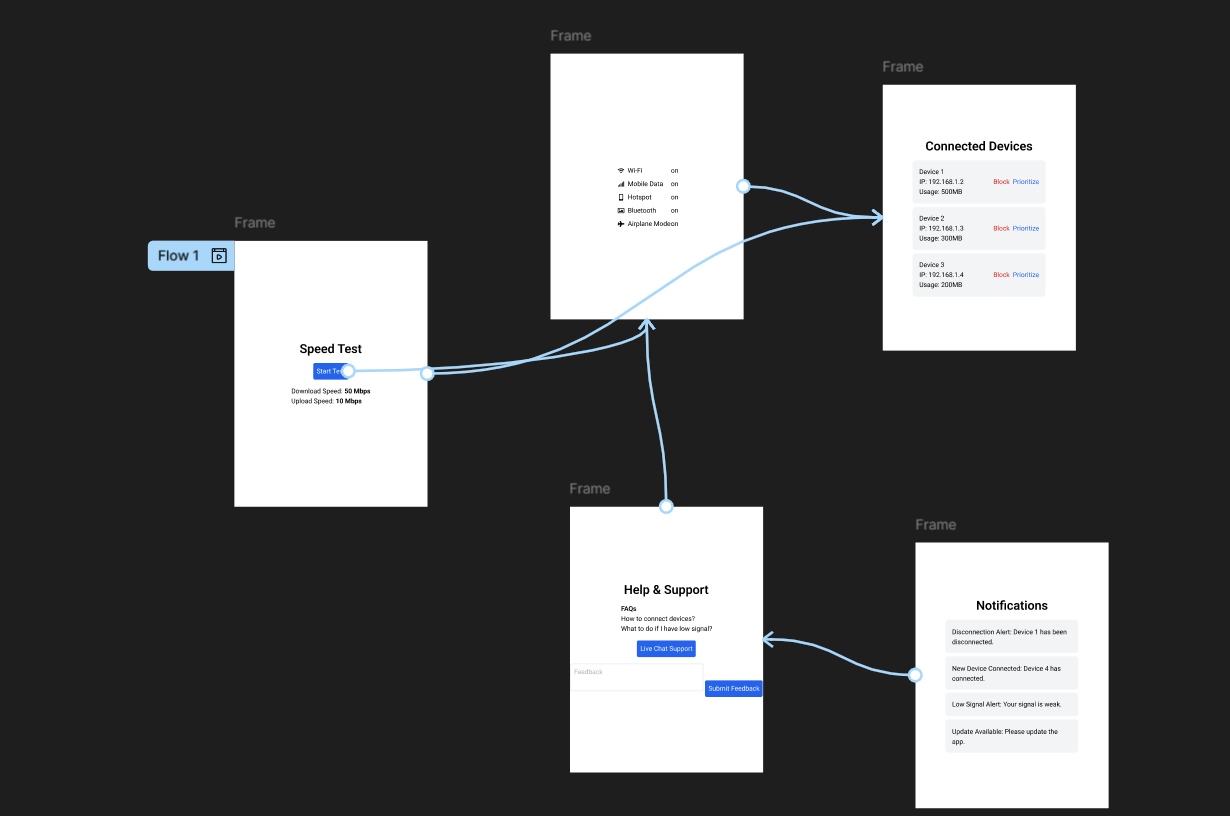 Frame
Wi-Fi on
Mobile Data on
Hotspot on
Bluetooth on
Airplane Mode on
Frame
Connected Devices
Device 1
IP: 192.168.1.2
Usage: 500MB
Block Prioritize
Device 2
IP: 192.168.1.3
Usage: 300MB
Block Prioritize
Device 3
IP: 192.168.1.4
Usage: 200MB
Block Prioritize
Frame
Flow 1
Speed Test
Start
Download Speed: 50 Mbps
Upload Speed: 10 Mbps
Frame
Help & Support
FAQs
How to connect devices?
What to do if I have low signal?
Live Chat Support
Feedback
Submit Feedback
Frame
Notifications
Disconnection Alert: Device 1 has been
disconnected.
New Device Connected: Device 4 has
connected.
Low Signal Alert: Your signal is weak.
Update Available: Please update the
app.